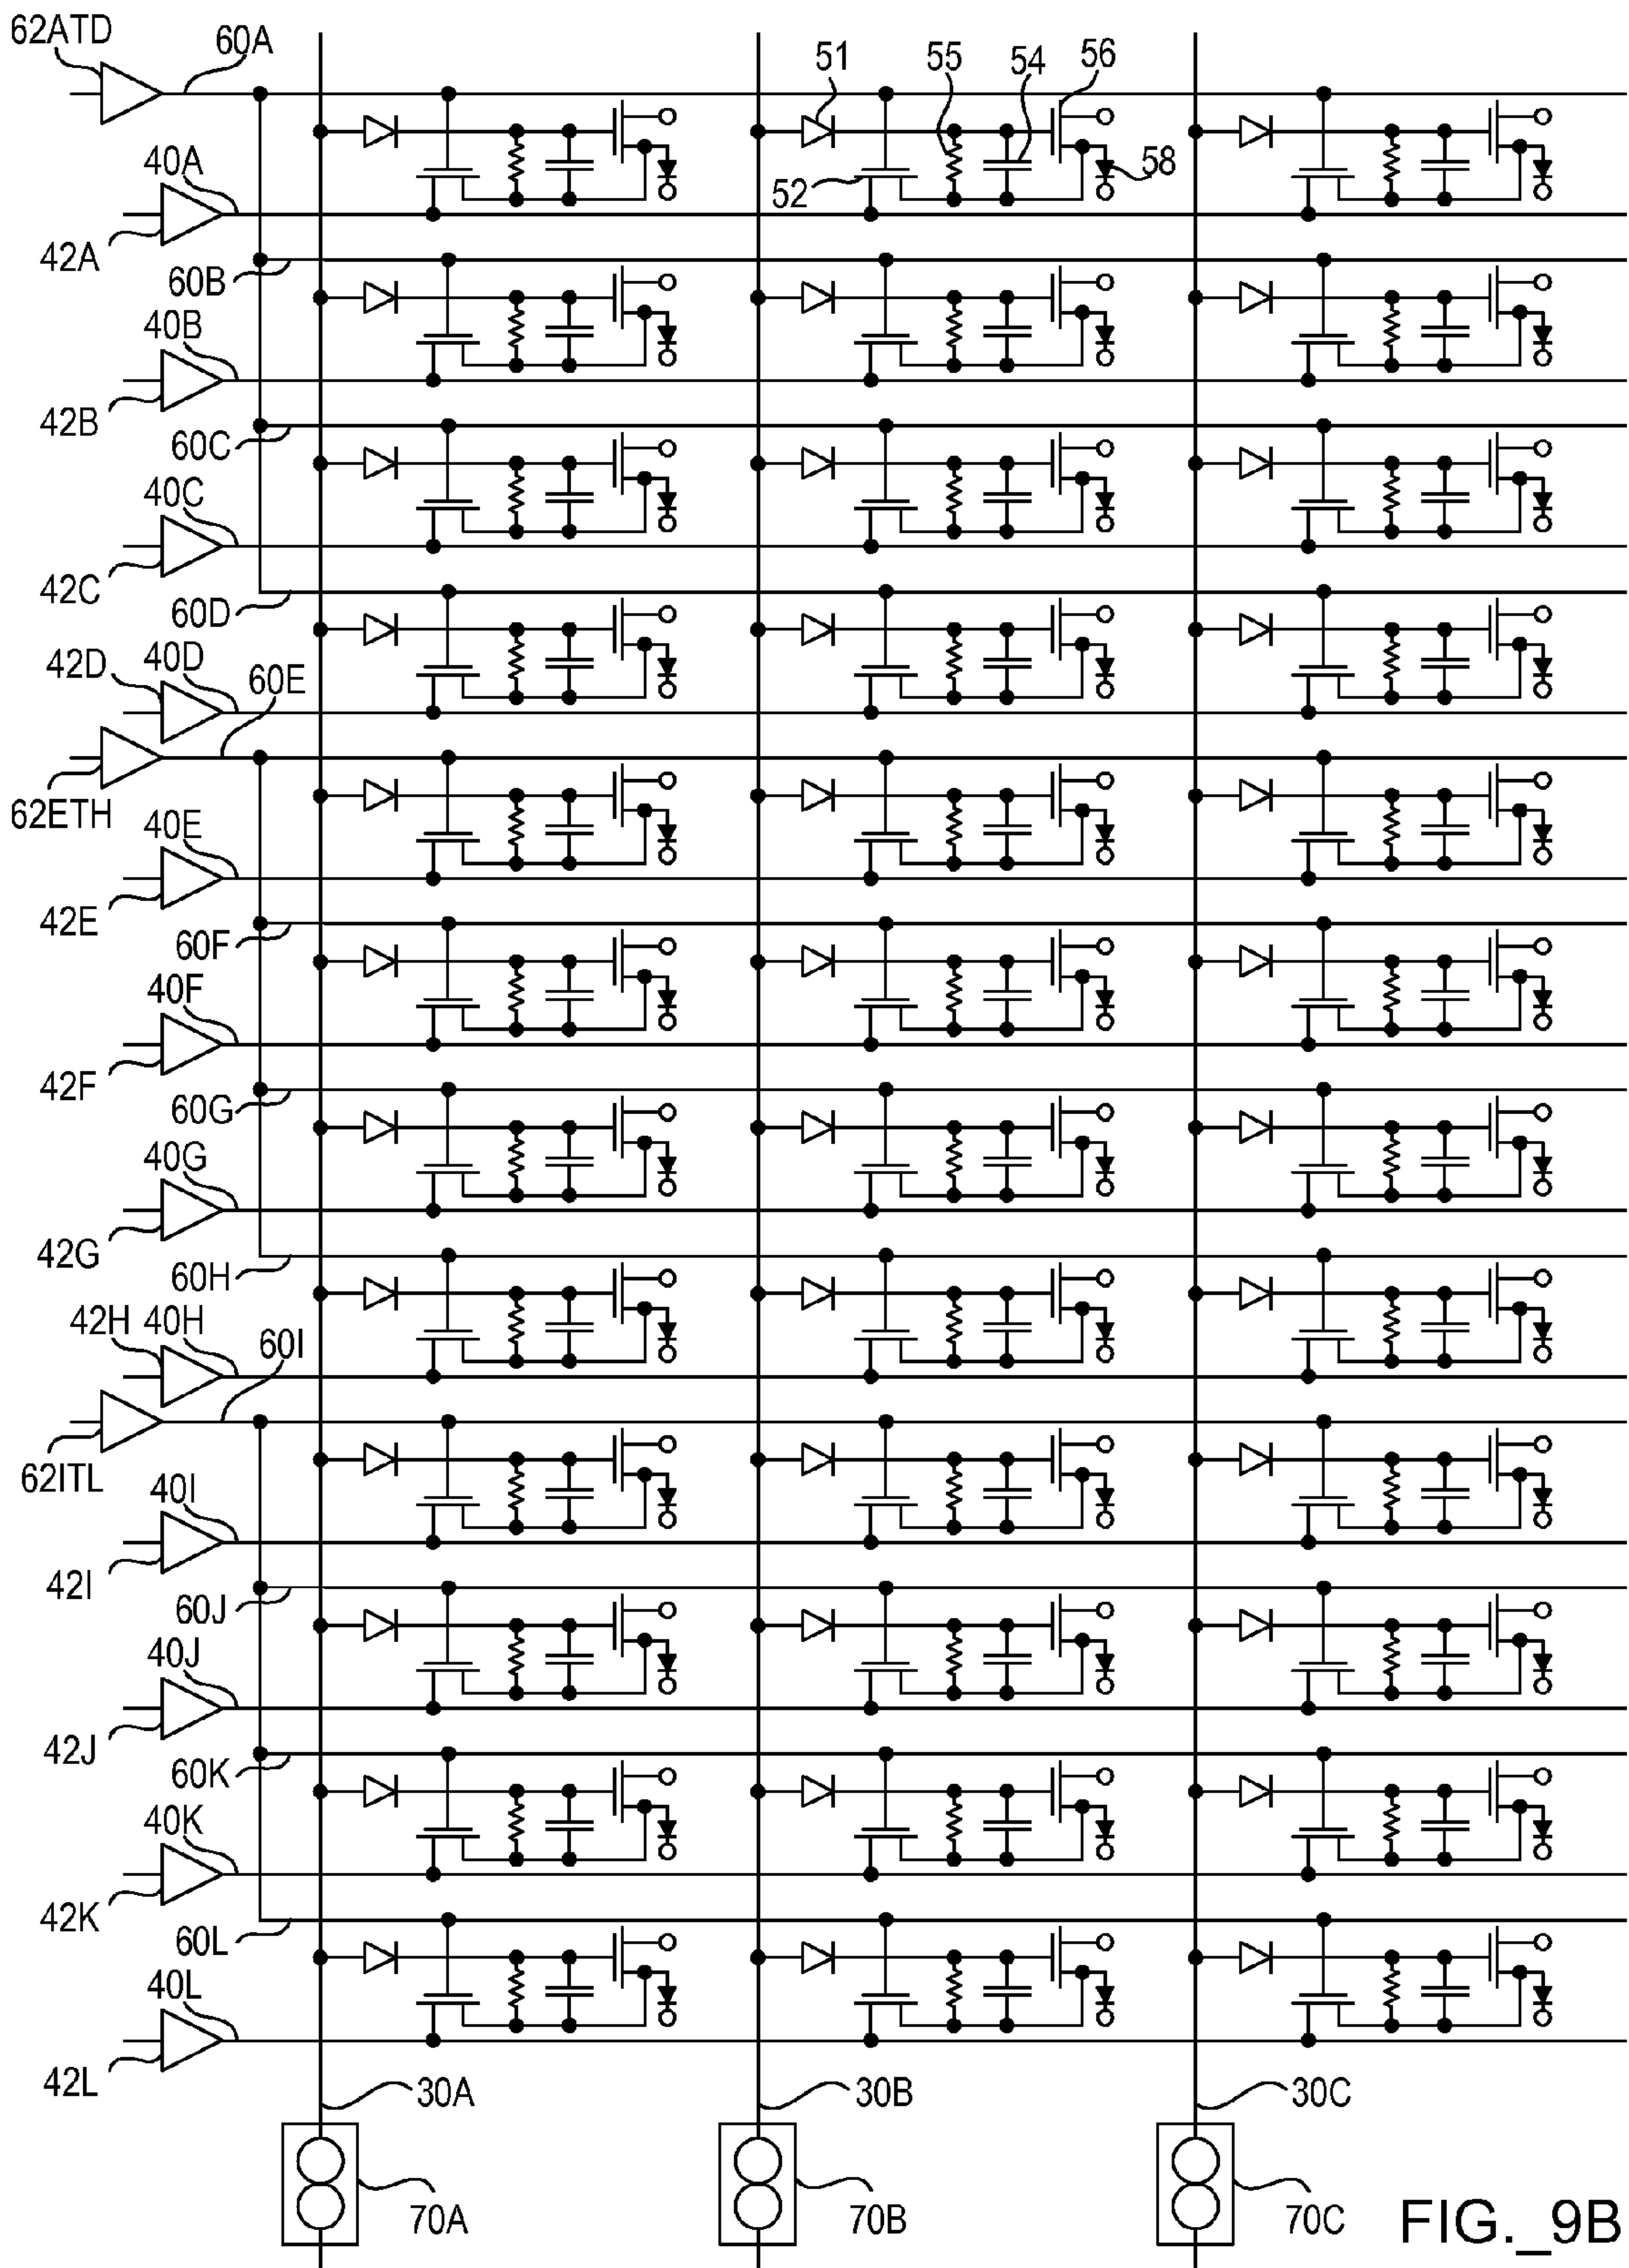 62ATD 60A
51 55 54 56
40A 52 58
42A
60B
40B
42B
60C
40C
42C
60D
42D 40D
60E
62ETH
40E
42E
60F
40F
42F
60G
40G
42G
60H
42H 40H
60I
62ITL
40I
42I
60J
40J
42J
60K
40K
42K
60L
40L
42L
30A 30B 30C
70A 70B 70C
FIG._9B